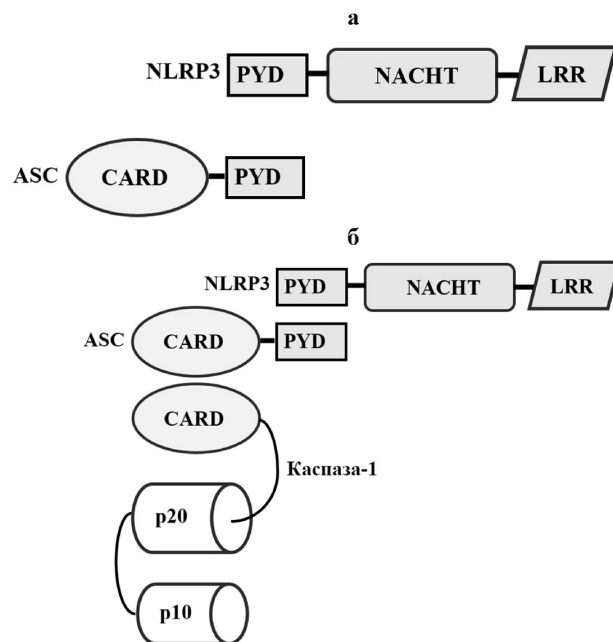 а
NLRP3 PYD NACHT LRR
ASC CARD PYD
б
NLRP3 PYD NACHT LRR
ASC CARD PYD
CARD
Каспаза-1
p20
p10